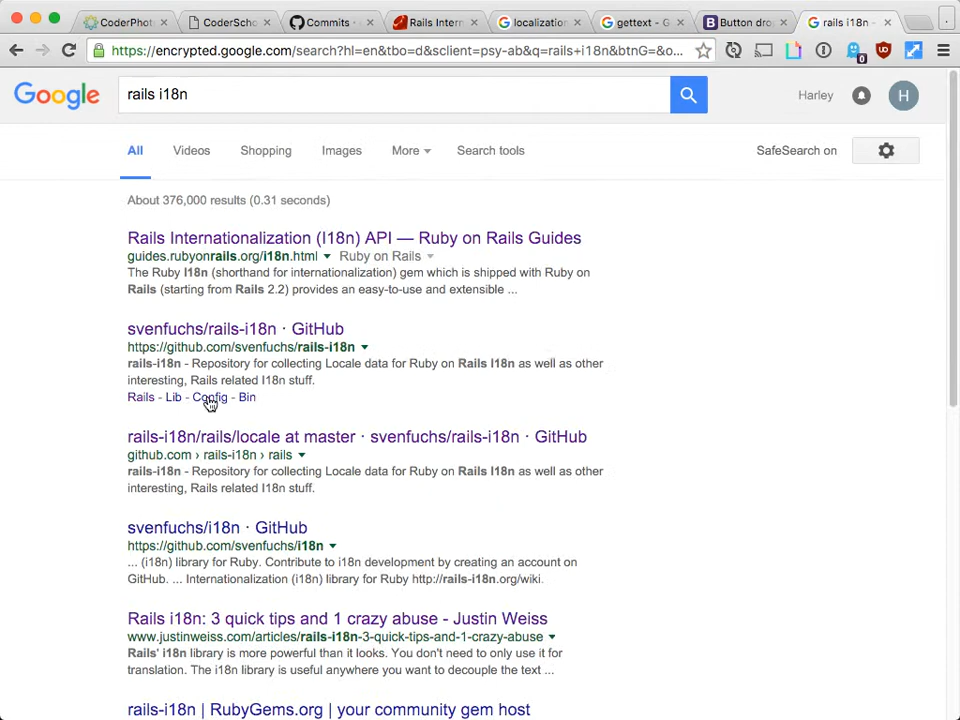 CoderPhot
CoderScho
Commits ·
Rails Intern
localization
gettext - G
Button dro
rails i18n -
https://encrypted.google.com/search?hl=en&tbo=d&sclient=psy-ab&q=rails+i18n&btnG=&o...
0
Google
rails i18n
Harley
H
All Videos Shopping Images More Search tools
SafeSearch on
About 376,000 results (0.31 seconds)
Rails Internationalization (I18n) API — Ruby on Rails Guides
guides.rubyonrails.org/i18n.html Ruby on Rails
The Ruby I18n (shorthand for internationalization) gem which is shipped with Ruby on
Rails (starting from Rails 2.2) provides an easy-to-use and extensible ...
svenfuchs/rails-i18n · GitHub
https://github.com/svenfuchs/rails-i18n
rails-i18n - Repository for collecting Locale data for Ruby on Rails I18n as well as other
interesting, Rails related I18n stuff.
Rails - Lib - Config - Bin
rails-i18n/rails/locale at master · svenfuchs/rails-i18n · GitHub
github.com › rails-i18n › rails
rails-i18n - Repository for collecting Locale data for Ruby on Rails I18n as well as other
interesting, Rails related I18n stuff.
svenfuchs/i18n · GitHub
https://github.com/svenfuchs/i18n
... (i18n) library for Ruby. Contribute to i18n development by creating an account on
GitHub. ... Internationalization (i18n) library for Ruby http://rails-i18n.org/wiki.
Rails i18n: 3 quick tips and 1 crazy abuse - Justin Weiss
www.justinweiss.com/articles/rails-i18n-3-quick-tips-and-1-crazy-abuse
Rails' i18n library is more powerful than it looks. You don't need to only use it for
translation. The i18n library is useful anywhere you want to decouple the text ...
rails-i18n | RubyGems.org | your community gem host